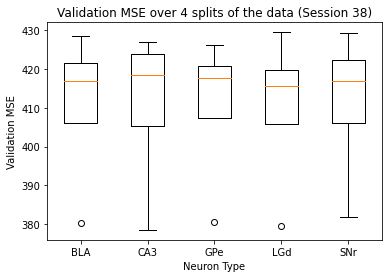 Validation MSE over 4 splits of the data (Session 38)
430
420
410
400
390
380
Validation MSE
BLA CA3 GPe LGd SNr
Neuron Type